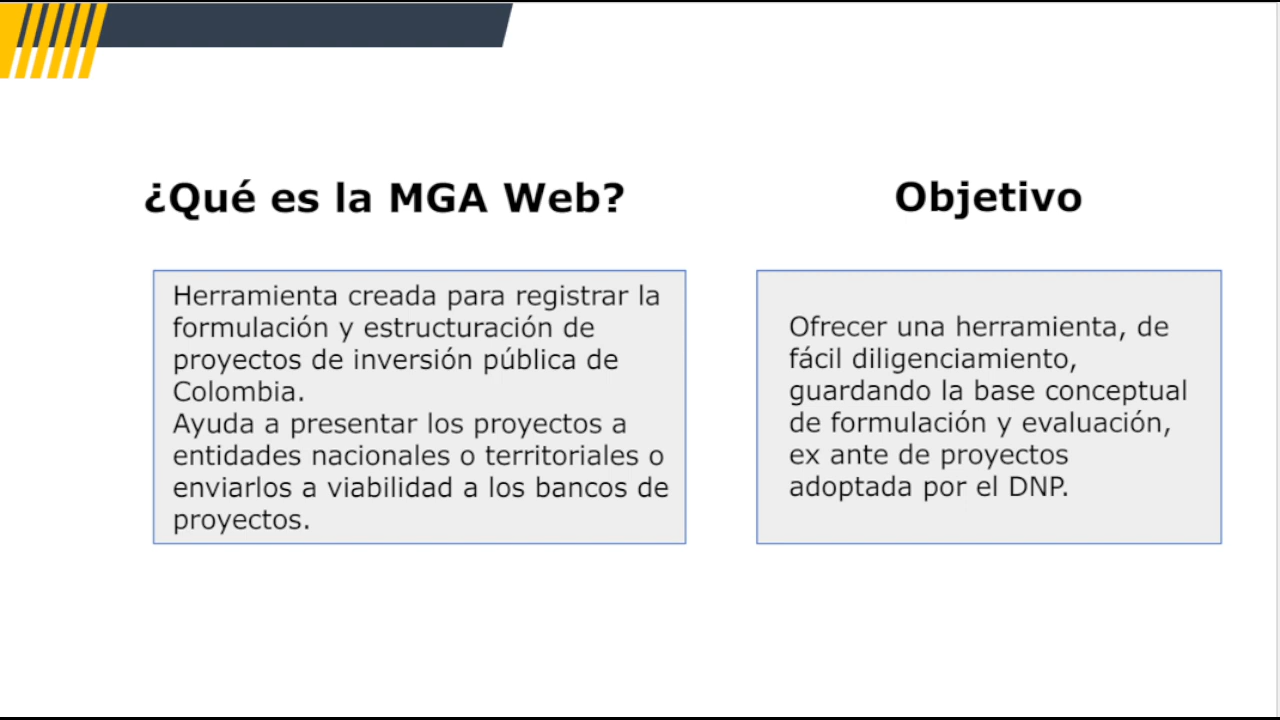 ¿Qué es la MGA Web?
Herramienta creada para registrar la
formulación y estructuración de
proyectos de inversión pública de
Colombia.
Ayuda a presentar los proyectos a
entidades nacionales o territoriales o
enviarlos a viabilidad a los bancos de
proyectos.
Objetivo
Ofrecer una herramienta, de
fácil diligenciamiento,
guardando la base conceptual
de formulación y evaluación,
ex ante de proyectos
adoptada por el DNP.